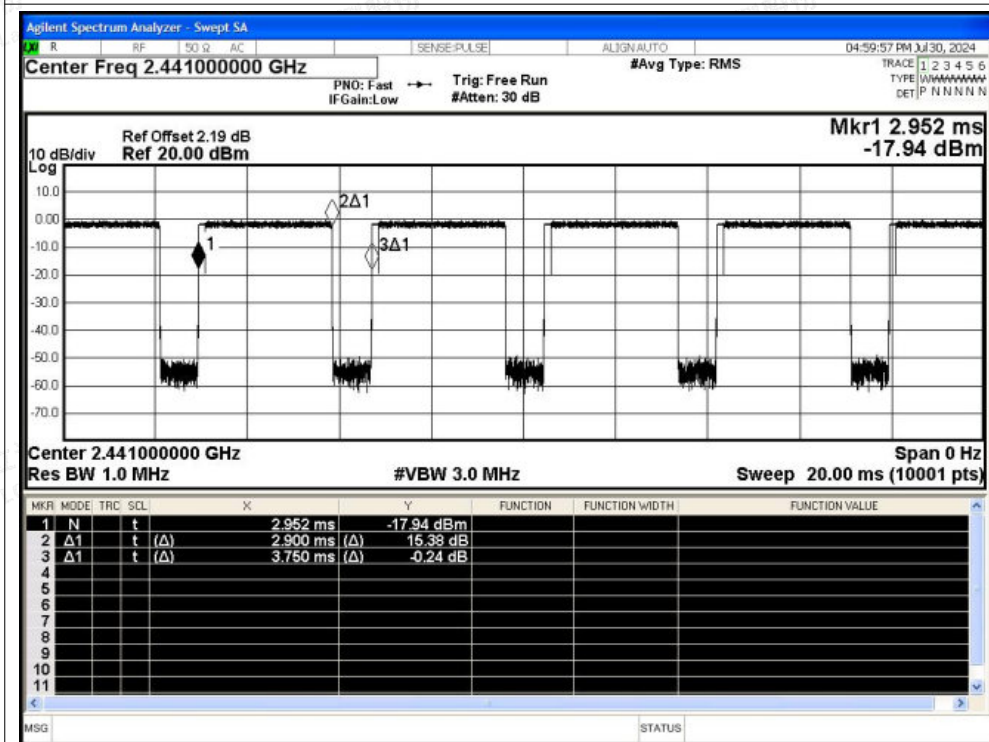 Agilent Spectrum Analyzer - Swept SA
LXI R RF 50 Ω AC SENSE:PULSE ALIGN AUTO 04:59:57 PM Jul 30, 2024
Center Freq 2.441000000 GHz #Avg Type: RMS TRACE 1 2 3 4 5 6
PNO: Fast Trig: Free Run TYPE WWWWWW
IFGain:Low #Atten: 30 dB DET P N N N N N
Mkr1 2.952 ms
Ref Offset 2.19 dB
10 dB/div Ref 20.00 dBm -17.94 dBm
Log
10.0
2Δ1
0.00
1 3Δ1
-10.0
-20.0
-30.0
-40.0
-50.0
-60.0
-70.0
Center 2.441000000 GHz Span 0 Hz
Res BW 1.0 MHz #VBW 3.0 MHz Sweep 20.00 ms (10001 pts)
MKR MODE TRC SCL X Y FUNCTION FUNCTION WIDTH FUNCTION VALUE
1 N t 2.952 ms -17.94 dBm
2 Δ1 t (Δ) 2.900 ms (Δ) 15.38 dB
3 Δ1 t (Δ) 3.750 ms (Δ) -0.24 dB
4
5
6
7
8
9
10
11
MSG STATUS